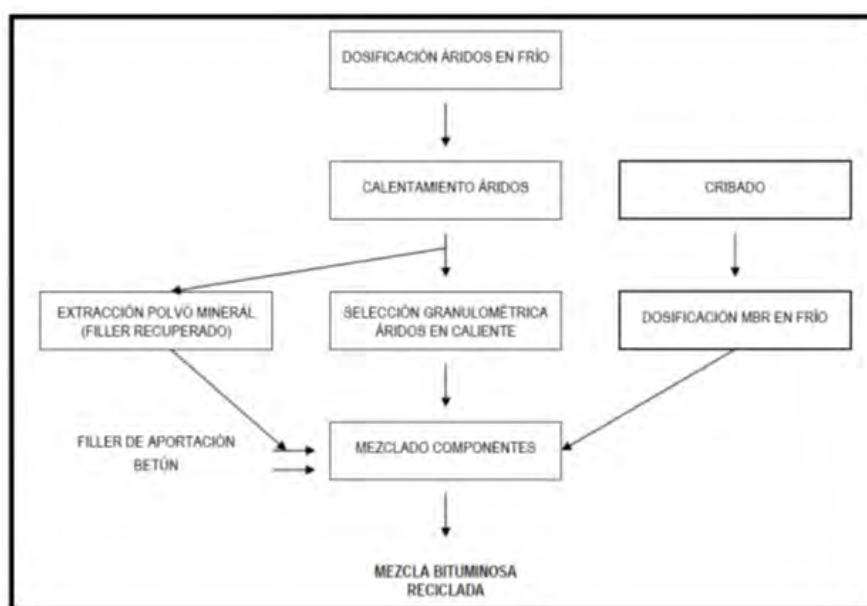 DOSIFICACIÓN ÁRIDOS EN FRÍO
CALENTAMIENTO ÁRIDOS
CRIBADO
EXTRACCIÓN POLVO MINERAL
(FILLER RECUPERADO)
SELECCIÓN GRANULOMÉTRICA
ÁRIDOS EN CALIENTE
DOSIFICACIÓN MBR EN FRÍO
FILLER DE APORTACIÓN
BETÚN
MEZCLADO COMPONENTES
MEZCLA BITUMINOSA
RECICLADA